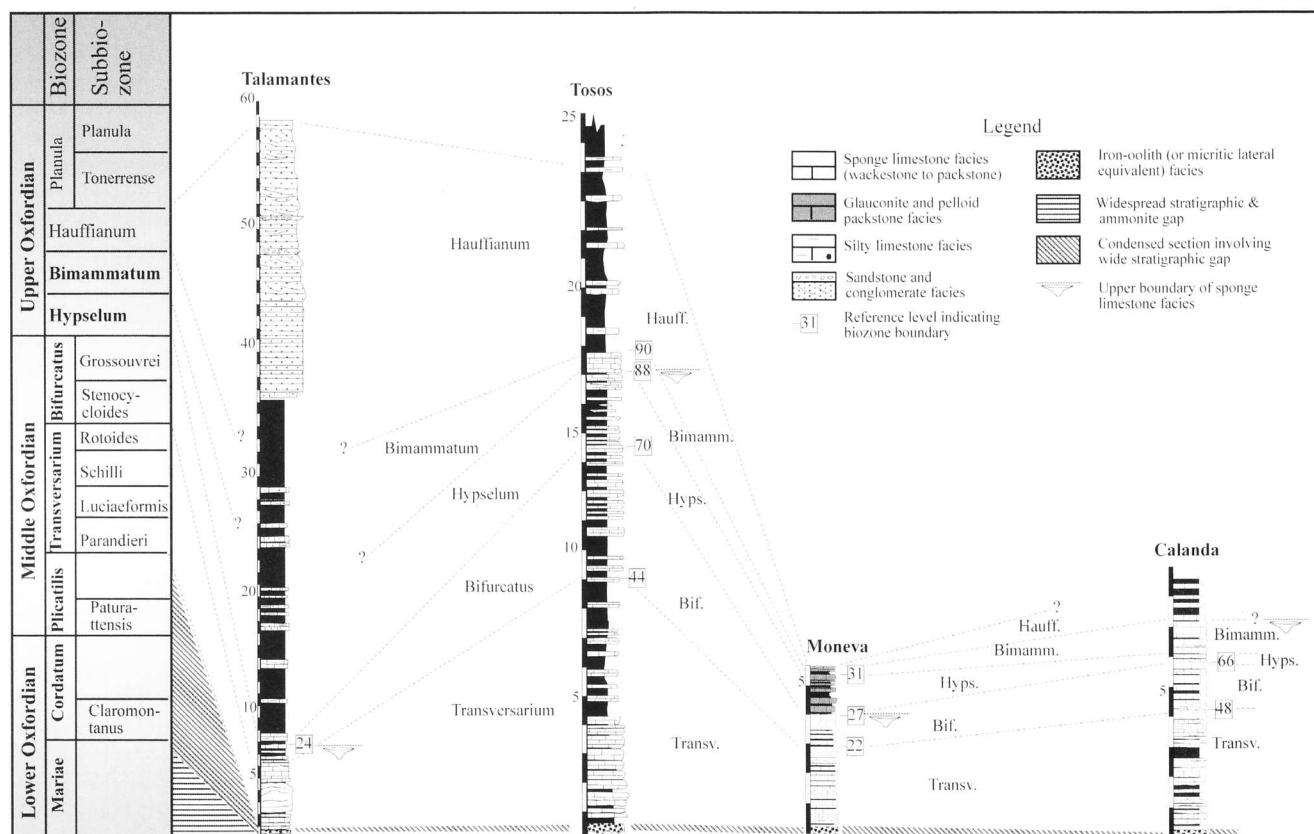 Biozone
Subbio-
zone
Upper Oxfordian
Middle Oxfordian
Lower Oxfordian
Planula
Planula
Tonerrense
Hauffianum
Bimammatum
Hypselum
Bifurcatus
Grossouvrei
Stenocy-
cloides
Transversarium
Rotoides
Schilli
Luciaeformis
Parandieri
Plicatilis
Patura-
ttensis
Cordatum
Claromon-
tanus
Mariae
Talamantes
60
50
40
30
20
10
5
?
?
24
?
?
Hauffianum
Bimammatum
Hypselum
Bifurcatus
Transversarium
Tosos
25
20
15
10
5
90
88
70
44
Hauff.
Bimamm.
Hyps.
Bif.
Transv.
Moneva
5
31
27
22
?
Hauff.
Bimamm.
Hyps.
Bif.
Transv.
Calanda
5
?
Bimamm.
66
Hyps.
Bif.
48
Transv.
Legend
Sponge limestone facies
(wackestone to packstone)
Glauconite and pelloid
packstone facies
Silty limestone facies
Sandstone and
conglomerate facies
31
Reference level indicating
biozone boundary
Iron-oolith (or micritic lateral
equivalent) facies
Widespread stratigraphic &
ammonite gap
Condensed section involving
wide stratigraphic gap
Upper boundary of sponge
limestone facies